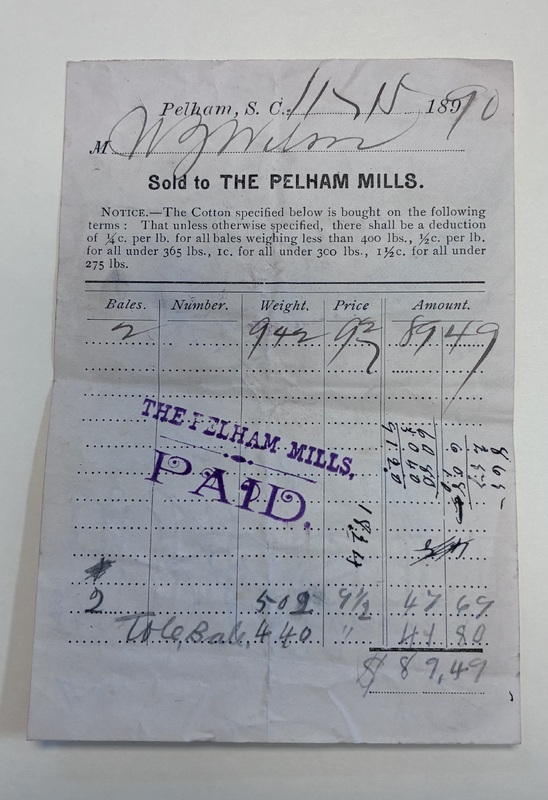 Pelham, S. C. 11/15 1890
M W J Wilson
Sold to THE PELHAM MILLS.
NOTICE.—The Cotton specified below is bought on the following
terms : That unless otherwise specified, there shall be a deduction
of ¼c. per lb. for all bales weighing less than 400 lbs., ½c. per lb.
for all under 365 lbs., 1c. for all under 300 lbs., 1½c. for all under
275 lbs.
Bales. Number. Weight. Price Amount.
2 942 9½ 89 49
THE PELHAM MILLS.
PAID.
6080
3040
2 502 9½ 47 69
440 " 41 80
$ 89,49